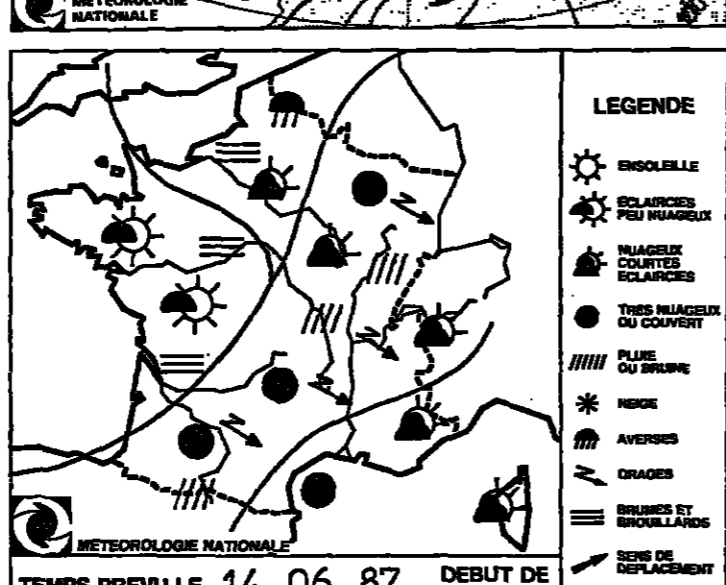 METEOROLOGIE
NATIONALE
LEGENDE
ENSOLEILLE
ECLAIRCIES
PEU NUAGEUX
NUAGEUX
COURTES
ECLAIRCIES
TRES NUAGEUX
OU COUVERT
PLUIE
OU BRUINE
NEIGE
AVERSES
ORAGES
BRUMES ET
BROUILLARDS
SENS DE
DEPLACEMENT
METEOROLOGIE NATIONALE
TEMPS PREVU LE 14 06 87 DEBUT DE